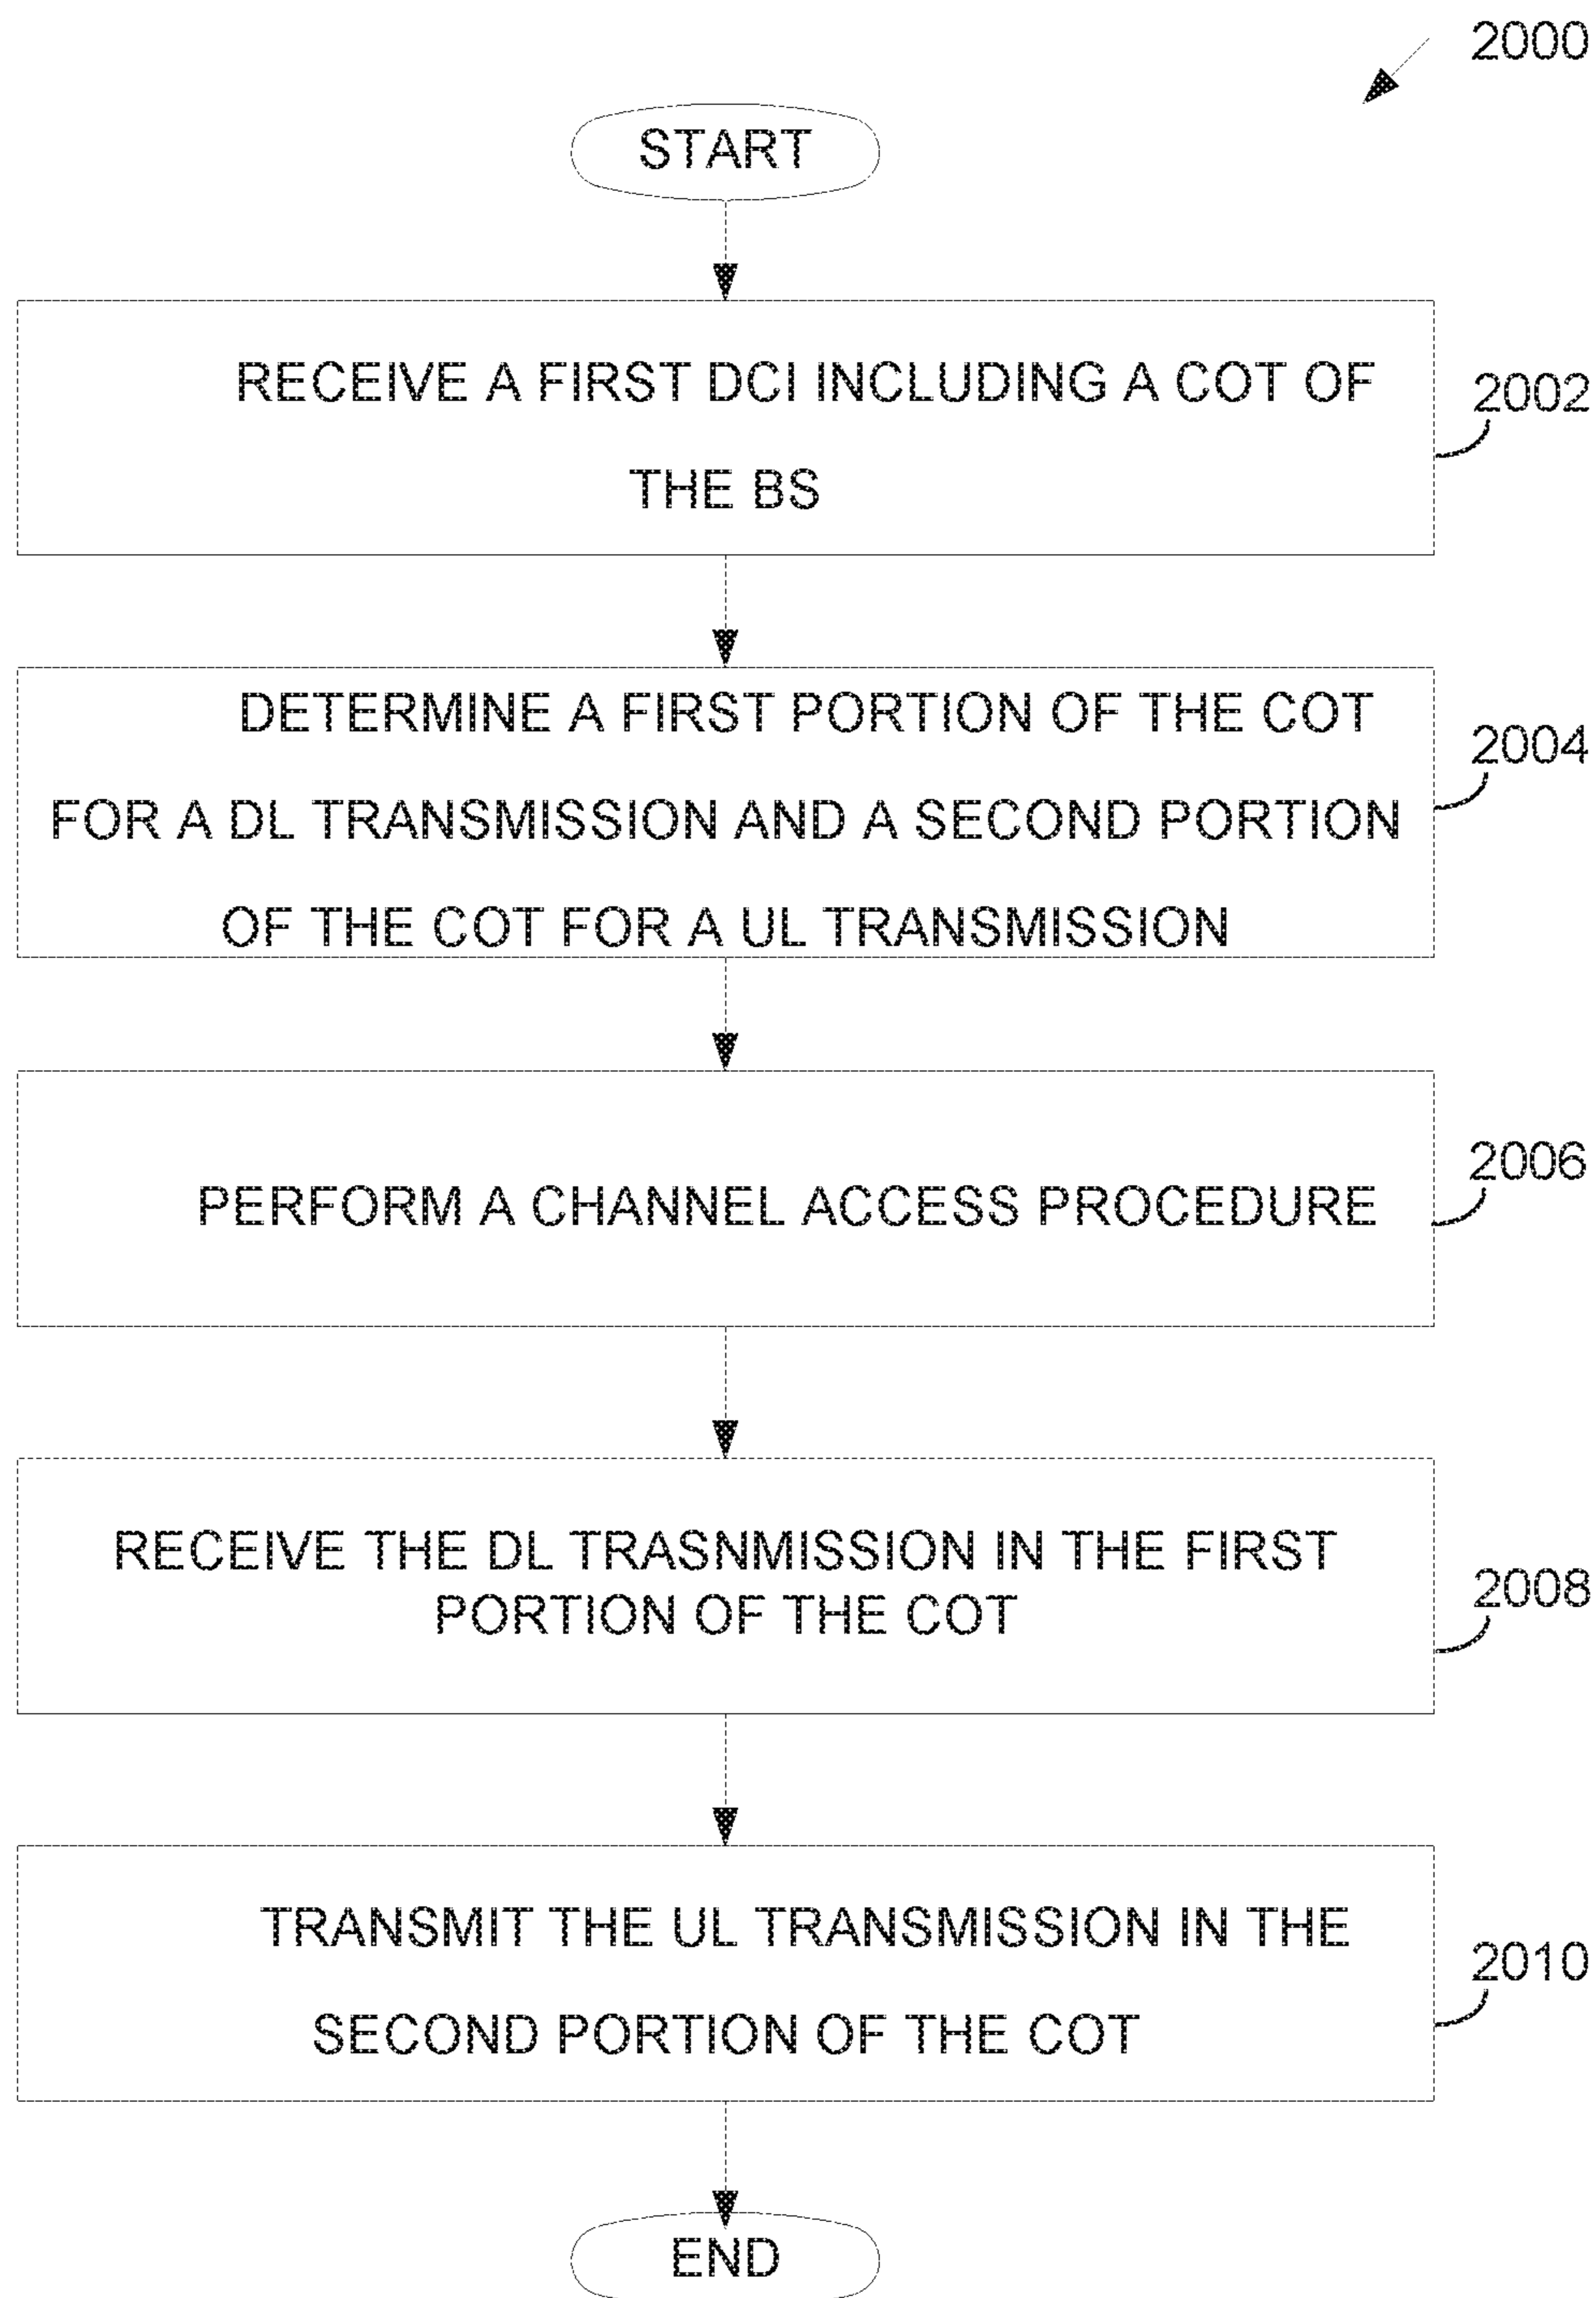 2000
START
RECEIVE A FIRST DCI INCLUDING A COT OF
THE BS
2002
DETERMINE A FIRST PORTION OF THE COT
FOR A DL TRANSMISSION AND A SECOND PORTION
OF THE COT FOR A UL TRANSMISSION
2004
PERFORM A CHANNEL ACCESS PROCEDURE
2006
RECEIVE THE DL TRASNMISSION IN THE FIRST
PORTION OF THE COT
2008
TRANSMIT THE UL TRANSMISSION IN THE
SECOND PORTION OF THE COT
2010
END